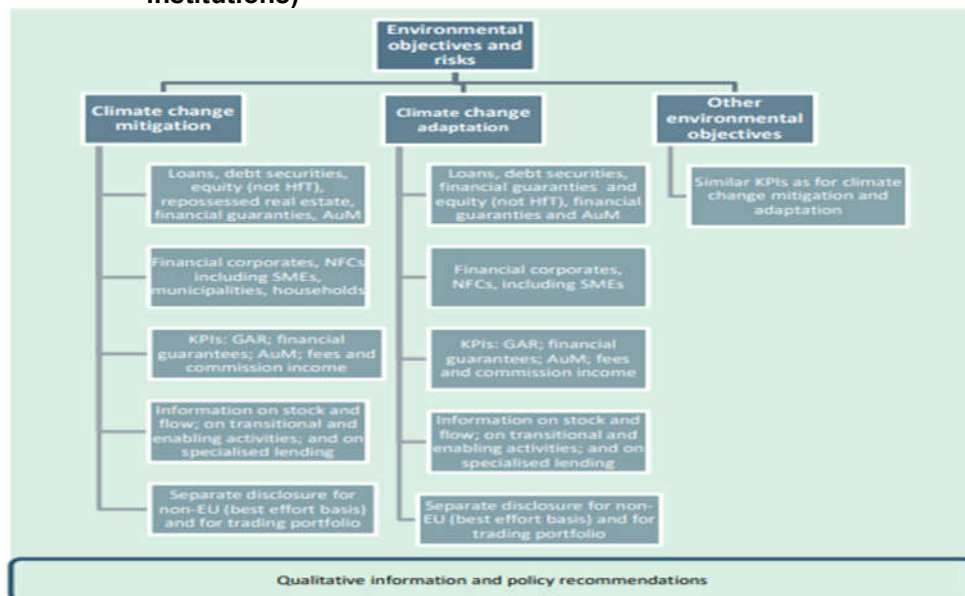 institutions)
Environmental
objectives and
risks
Climate change
mitigation
Loans, debt securities,
equity (not HfT),
repossessed real estate,
financial guaranties, AuM
Financial corporates, NFCs
including SMEs,
municipalities, households
KPIs: GAR; financial
guarantees; AuM; fees and
commission income
Information on stock and
flow; on transitional and
enabling activities; and on
specialised lending
Separate disclosure for
non-EU (best effort basis)
and for trading portfolio
Climate change
adaptation
Loans, debt securities,
financial guaranties and
equity (not HfT), financial
guaranties and AuM
Financial corporates,
NFCs, including SMEs
KPIs: GAR; financial
guarantees; AuM; fees
and commission income
Information on stock and
flow; on transitional and
enabling activities; and on
specialised lending
Separate disclosure for non-
EU (best effort basis) and for
trading portfolio
Other
environmental
objectives
Similar KPIs as for climate
change mitigation and
adaptation
Qualitative information and policy recommendations